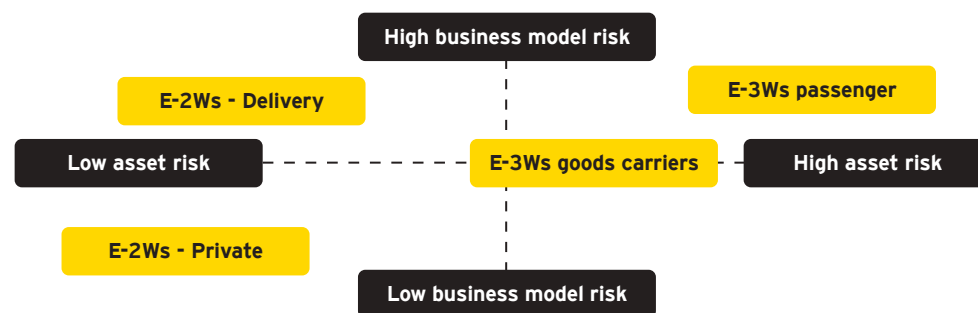 High business model risk
E-2Ws - Delivery
E-3Ws passenger
Low asset risk
E-3Ws goods carriers
High asset risk
E-2Ws - Private
Low business model risk